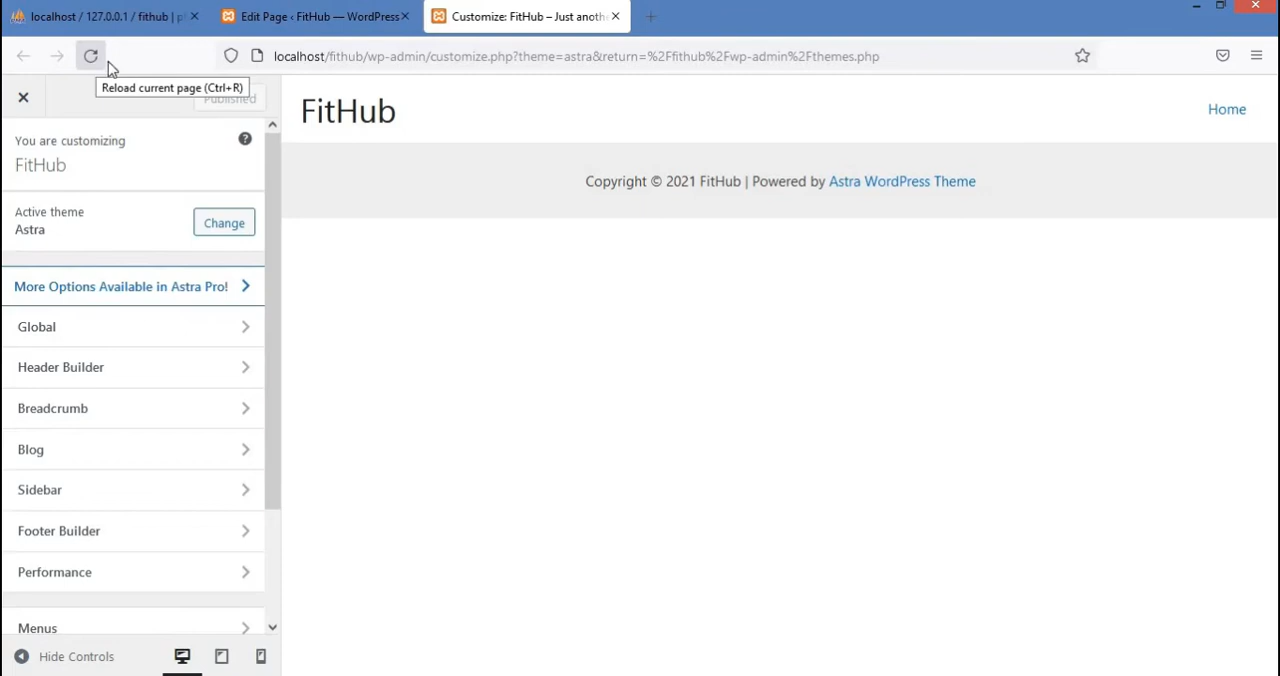 localhost / 127.0.0.1 / fithub | p
Edit Page ‹ FitHub — WordPress
Customize: FitHub – Just anoth
localhost/fithub/wp-admin/customize.php?theme=astra&return=%2Ffithub%2Fwp-admin%2Fthemes.php
Reload current page (Ctrl+R)
Published
You are customizing
FitHub
Active theme
Astra
Change
More Options Available in Astra Pro!
Global
Header Builder
Breadcrumb
Blog
Sidebar
Footer Builder
Performance
Menus
Hide Controls
FitHub
Home
Copyright © 2021 FitHub | Powered by Astra WordPress Theme